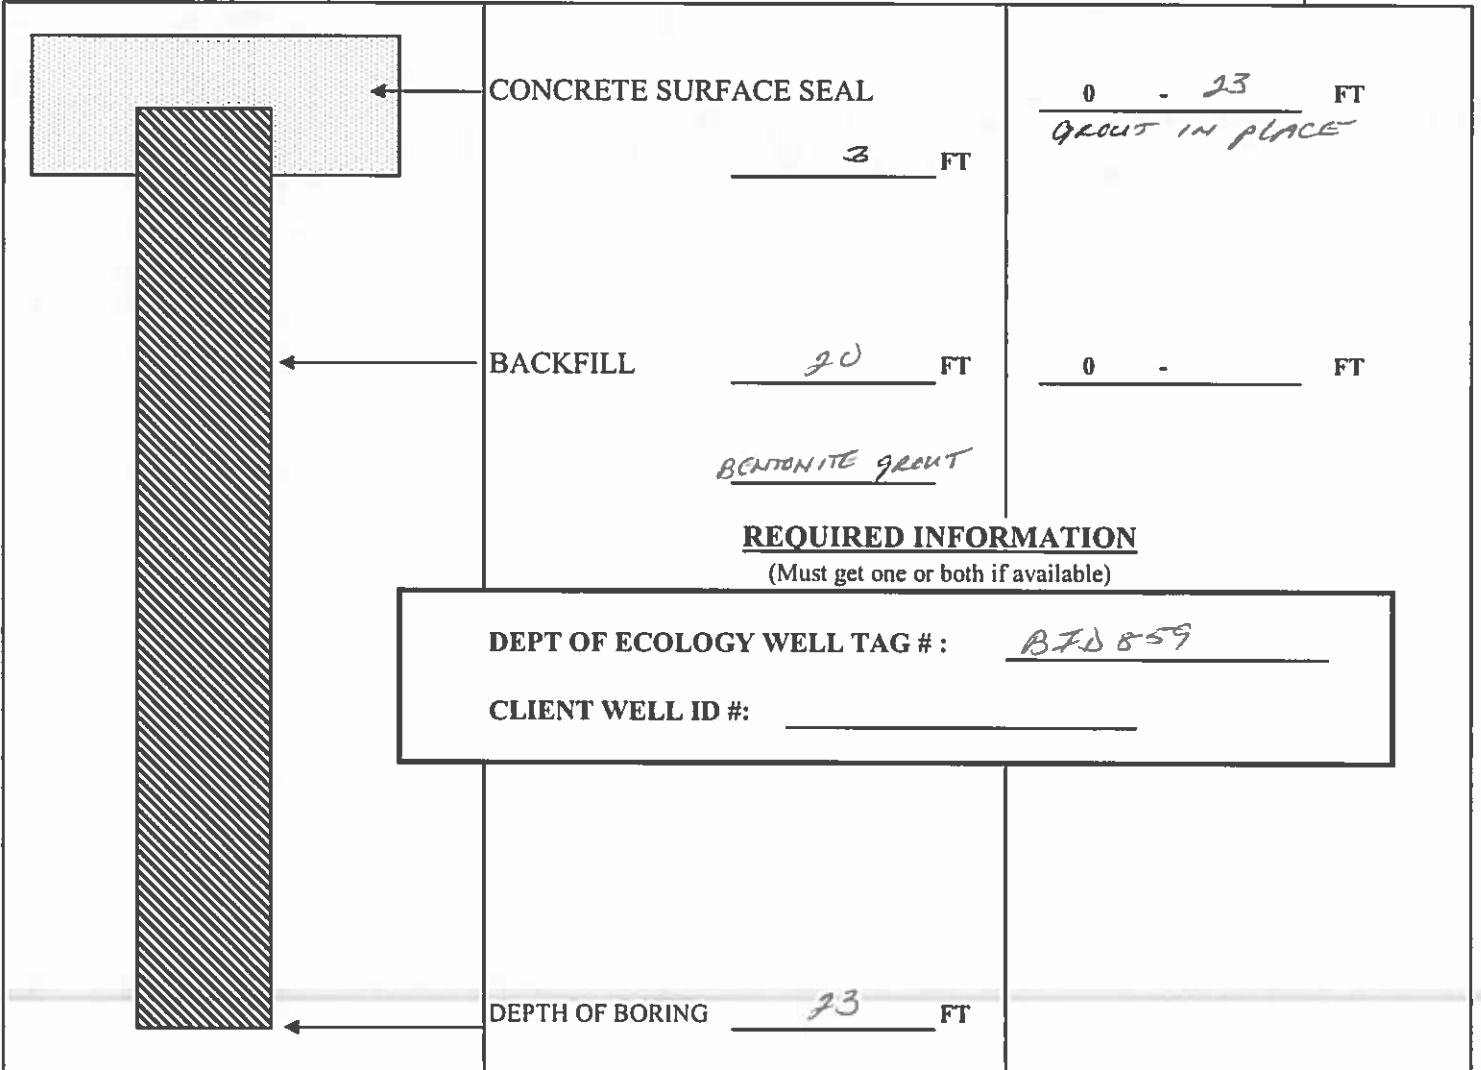 CONCRETE SURFACE SEAL 0 - 23 FT
GROUT IN PLACE
3 FT
BACKFILL 20 FT 0 - FT
BENTONITE GROUT
REQUIRED INFORMATION
(Must get one or both if available)
DEPT OF ECOLOGY WELL TAG # :
CLIENT WELL ID #:
DEPTH OF BORING 23 FT